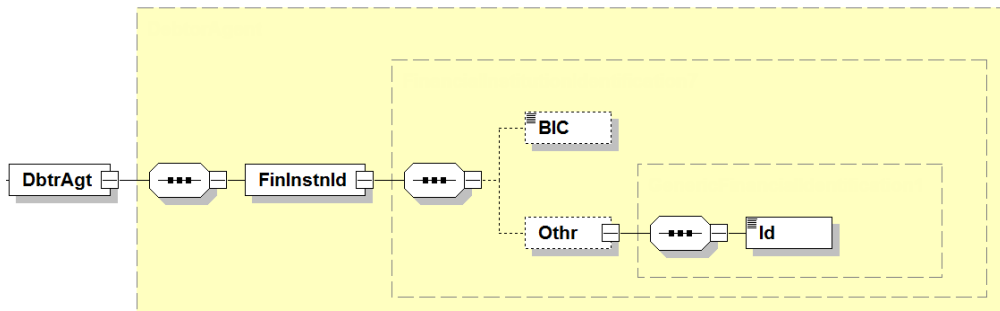 BIC
DbtrAgt
FinInstnId
Othr
Id